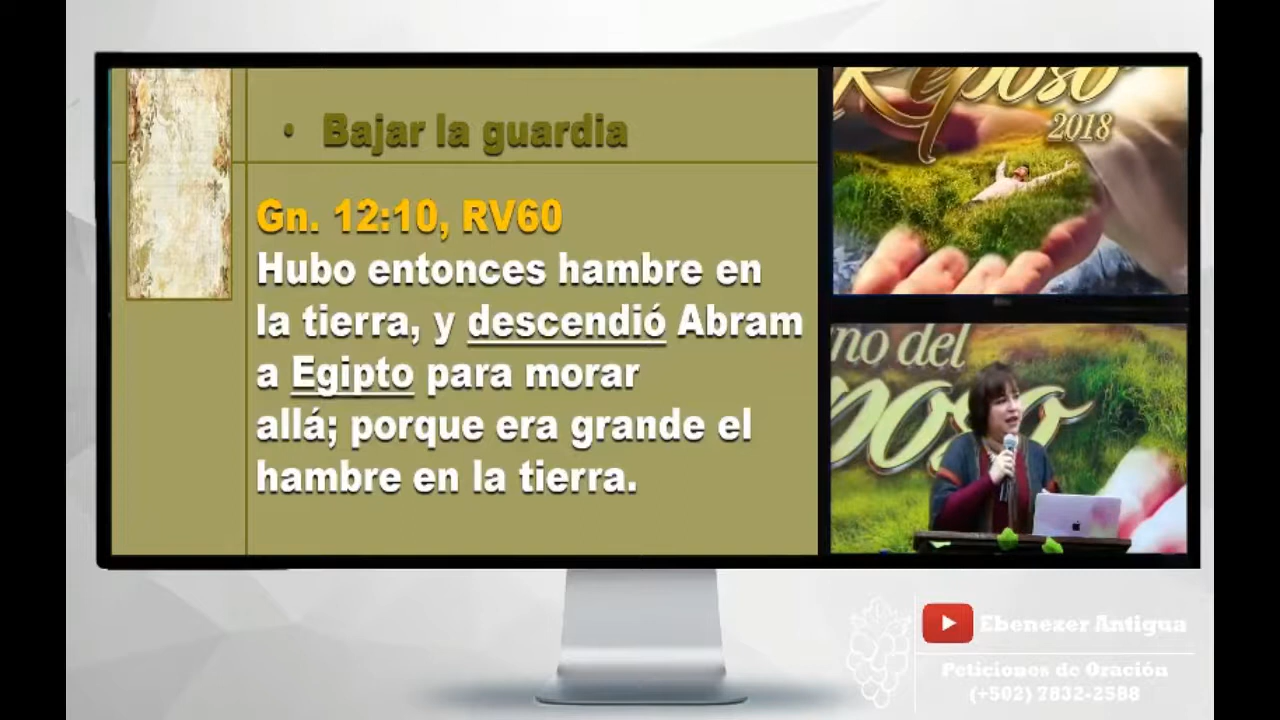 • Bajar la guardia
Gn. 12:10, RV60
Hubo entonces hambre en
la tierra, y descendió Abram
a Egipto para morar
allá; porque era grande el
hambre en la tierra.
Reposo
2018
no del
poso
Ebenezer Antigua
Peticiones de Oración
(+502) 7832-2588